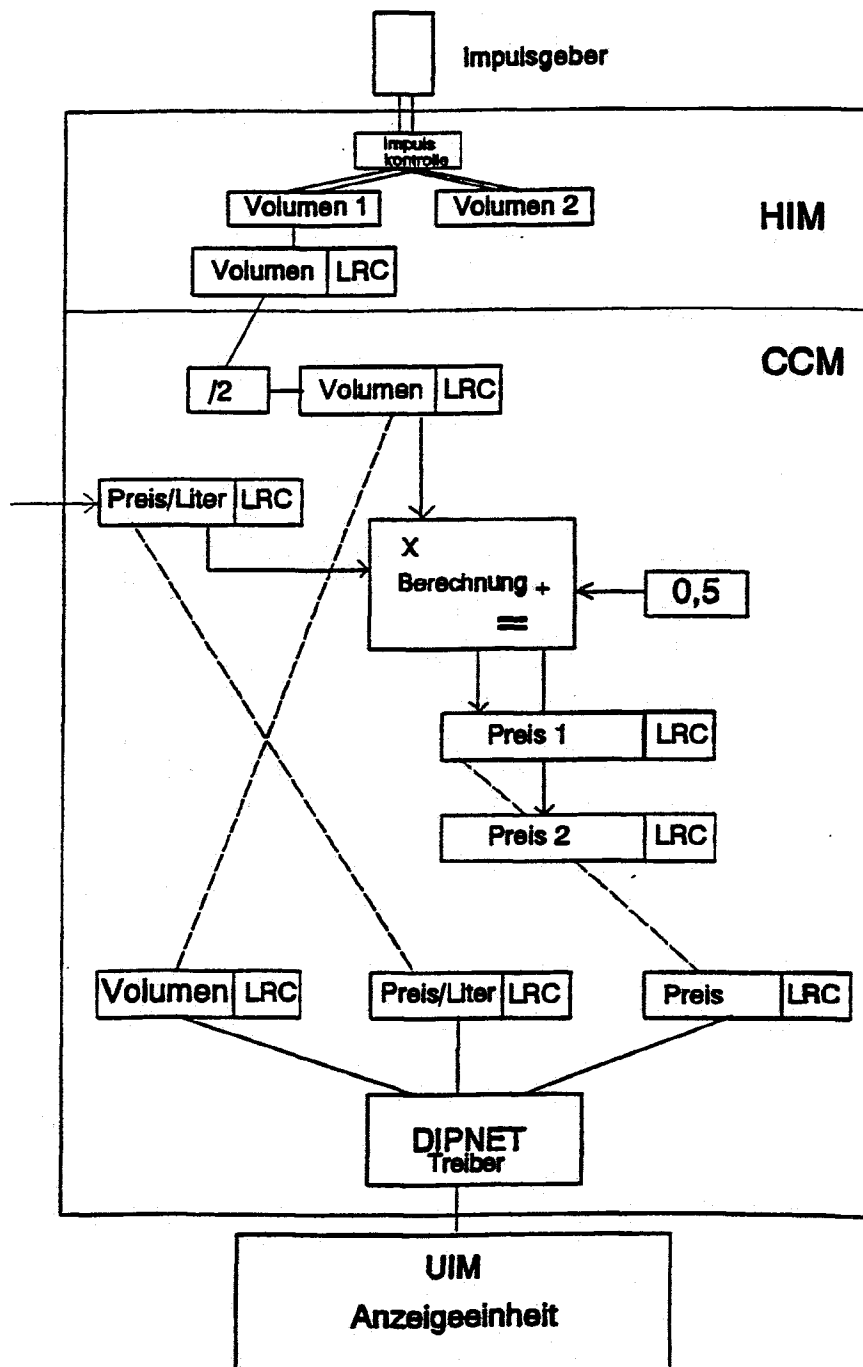 Impulsgeber
Impuls
kontrolle
Volumen 1
Volumen 2
HIM
Volumen LRC
CCM
/2
Volumen LRC
Preis/Liter LRC
X
Berechnung +
=
0,5
Preis 1 LRC
Preis 2 LRC
Volumen LRC
Preis/Liter LRC
Preis LRC
DIPNET
Treiber
UIM
Anzeigeeinheit